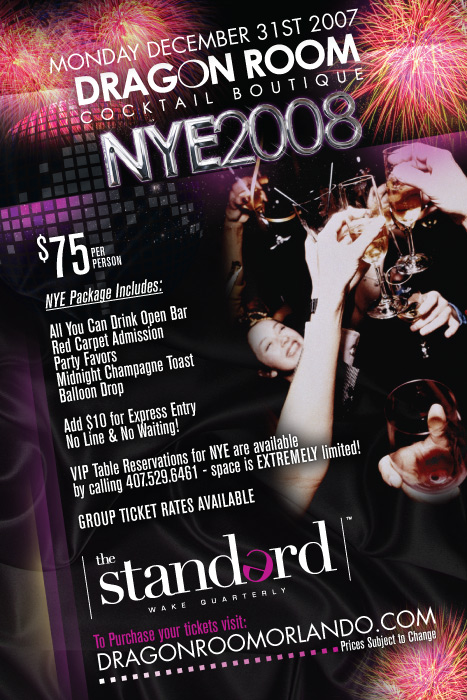 MONDAY DECEMBER 31ST 2007
DRAGON ROOM
COCKTAIL BOUTIQUE
NYE2008
$75 PER
PERSON
NYE Package Includes:
All You Can Drink Open Bar
Red Carpet Admission
Party Favors
Midnight Champagne Toast
Balloon Drop
Add $10 for Express Entry
No Line & No Waiting!
VIP Table Reservations for NYE are available
by calling 407.529.6461 - space is EXTREMELY limited!
GROUP TICKET RATES AVAILABLE
the
standərd™
WAKE QUARTERLY
To Purchase your tickets visit:
DRAGONROOMORLANDO.COM
Prices Subject to Change